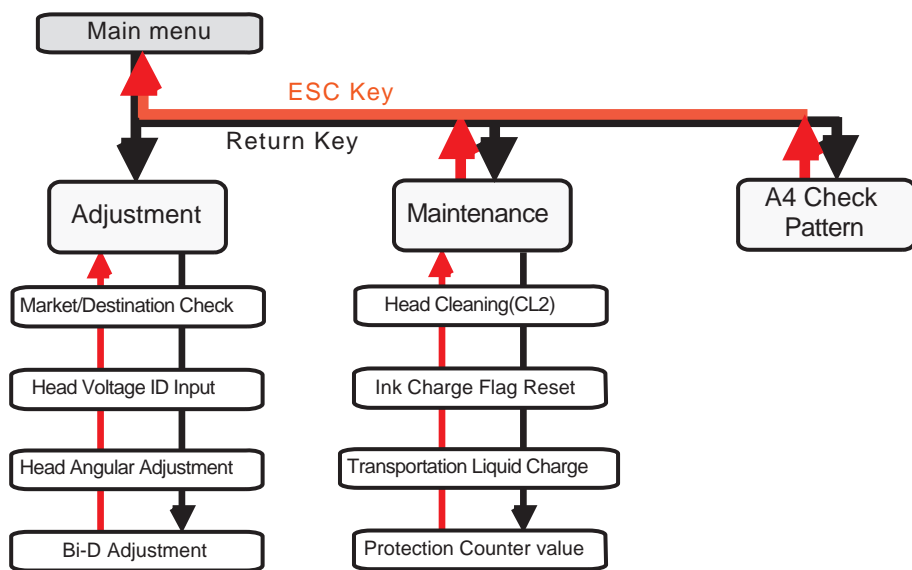 Main menu
ESC Key
Return Key
Adjustment
Maintenance
A4 Check
Pattern
Market/Destination Check
Head Cleaning(CL2)
Head Voltage ID Input
Ink Charge Flag Reset
Head Angular Adjustment
Transportation Liquid Charge
Bi-D Adjustment
Protection Counter value